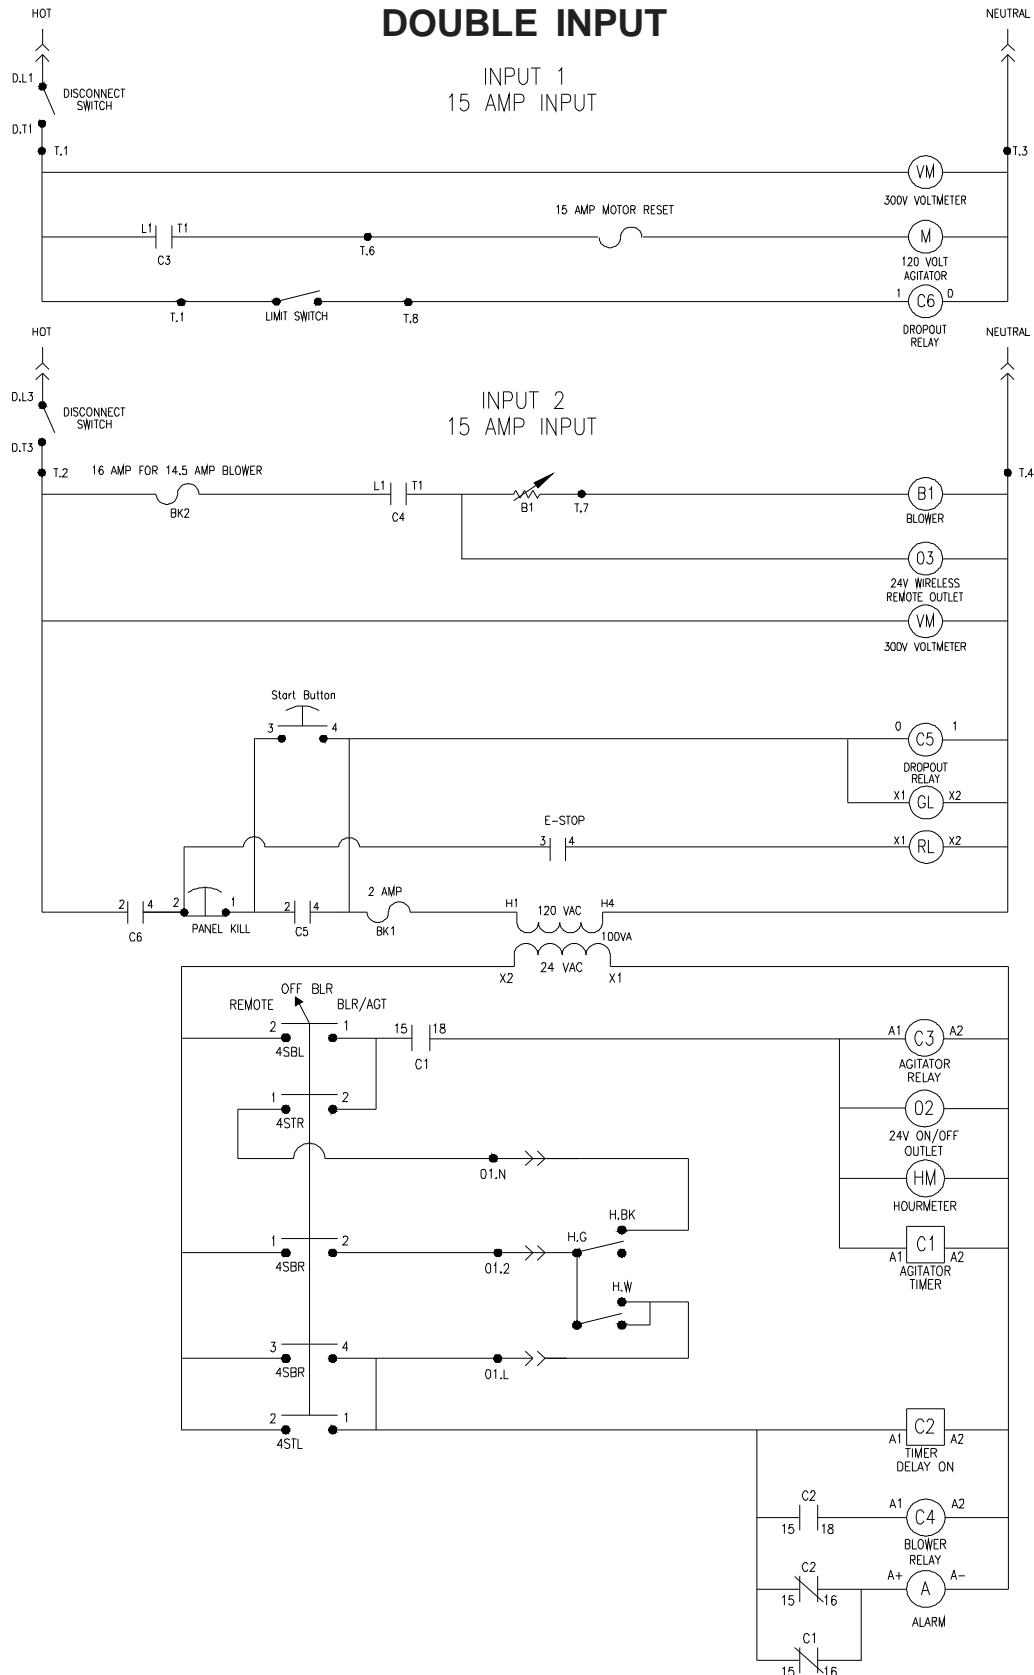 DOUBLE INPUT
HOT
NEUTRAL
INPUT 1
15 AMP INPUT
D.L1
DISCONNECT
SWITCH
D.T1
T.1
T.3
VM
300V VOLTMETER
15 AMP MOTOR RESET
L1 T1
C3
T.6
M
120 VOLT
AGITATOR
T.1
LIMIT SWITCH
T.8
1 C6 0
DROPOUT
RELAY
HOT
NEUTRAL
INPUT 2
15 AMP INPUT
D.L3
DISCONNECT
SWITCH
D.T3
T.2
T.4
16 AMP FOR 14.5 AMP BLOWER
BK2
L1 T1
C4
B1
T.7
B1
BLOWER
03
24V WIRELESS
REMOTE OUTLET
VM
300V VOLTMETER
Start Button
3 4
0 C5 1
DROPOUT
RELAY
X1 GL X2
E-STOP
3 4
X1 RL X2
2 4
C6
2 1
PANEL KILL
2 4
C5
2 AMP
BK1
H1 120 VAC H4
100VA
X2 24 VAC X1
OFF BLR
REMOTE BLR/AGT
2 1
4SBL
15 18
C1
A1 C3 A2
AGITATOR
RELAY
1 2
4STR
02
24V ON/OFF
OUTLET
01.N
HM
HOURMETER
H.BK
1 2
4SBR
01.2
H.G
A1 C1 A2
AGITATOR
TIMER
H.W
3 4
4SBR
01.L
2 1
4STL
A1 C2 A2
TIMER
DELAY ON
C2
15 18
A1 C4 A2
BLOWER
RELAY
C2
15 16
A+ A A-
ALARM
C1
15 16